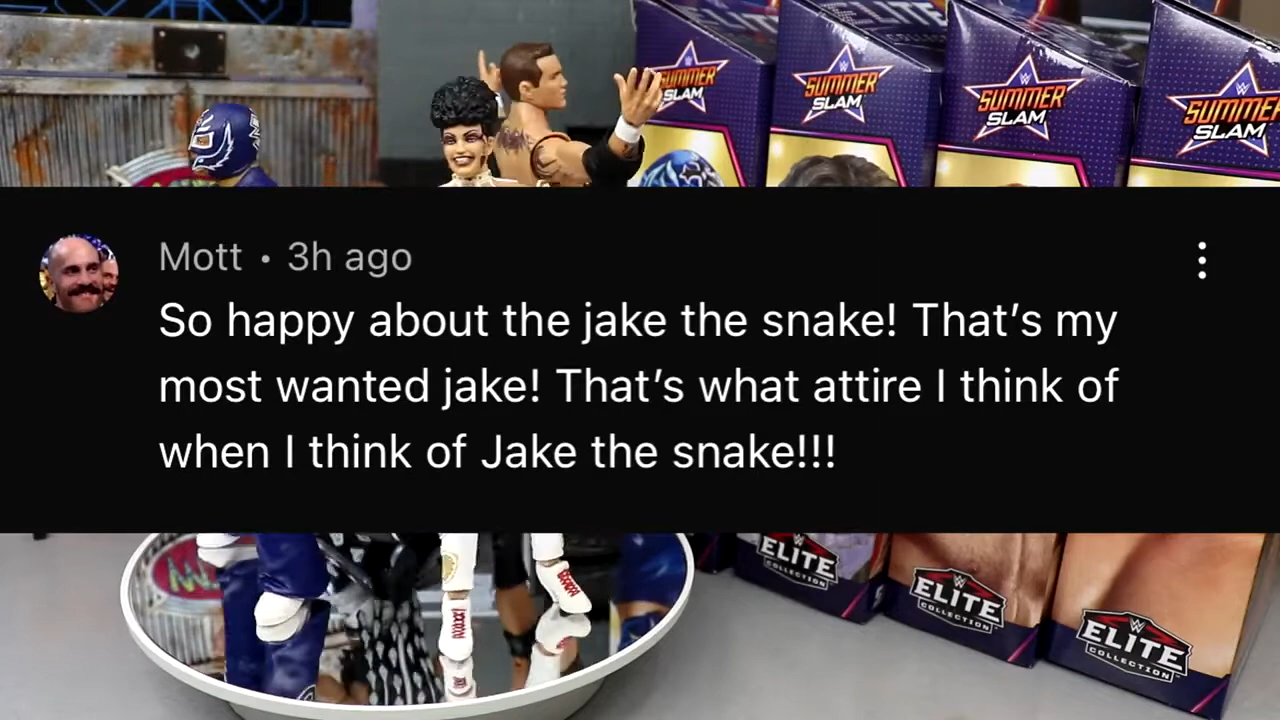 ELITE
ELITE
SUMMER
SLAM
SUMMER
SLAM
SUMMER
SLAM
SUMMER
SLAM
Mott • 3h ago
So happy about the jake the snake! That's my
most wanted jake! That's what attire I think of
when I think of Jake the snake!!!
ELITE
COLLECTION
ELITE
COLLECTION
ELITE
COLLECTION